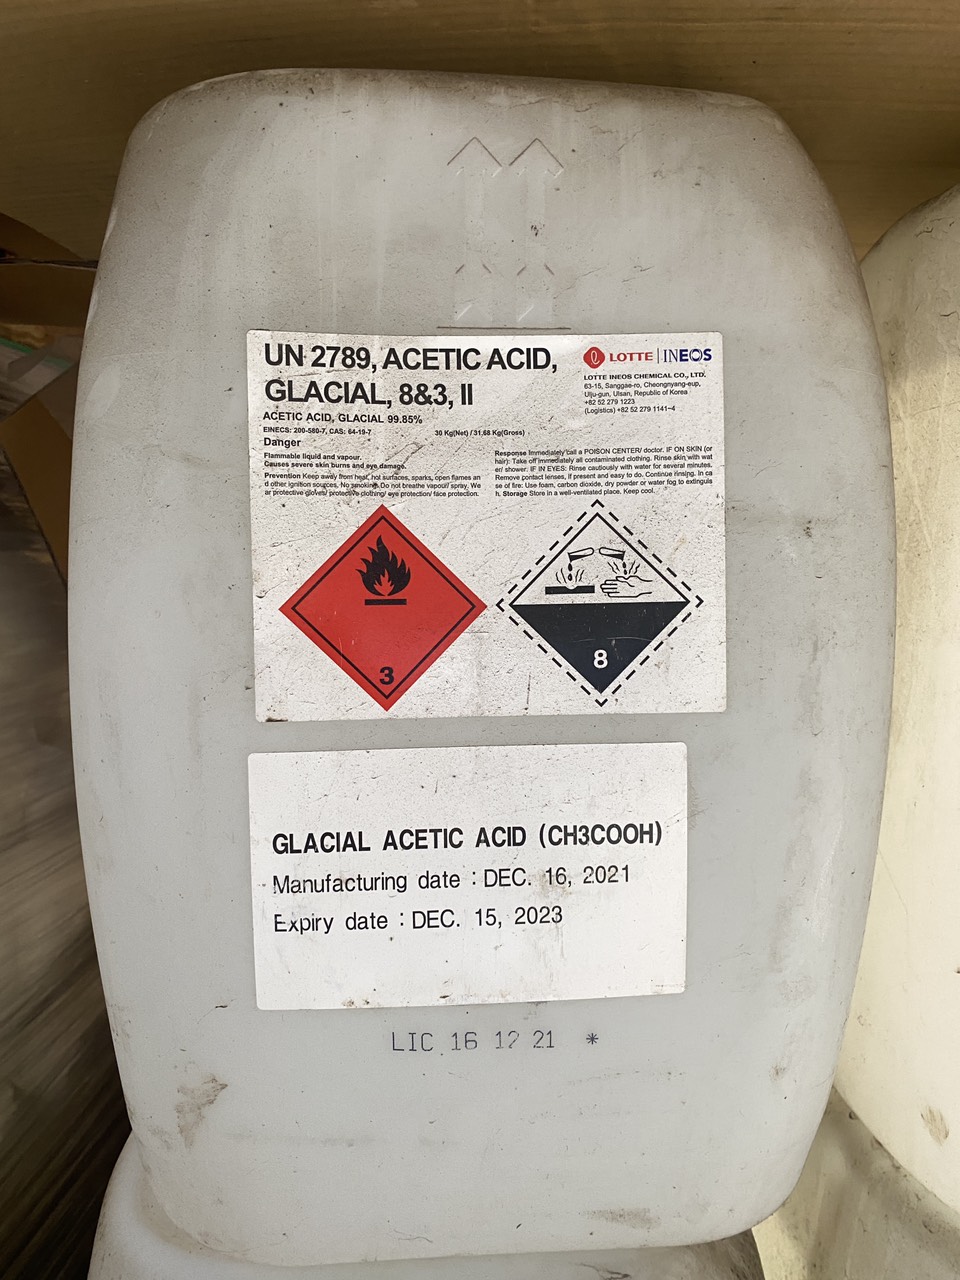 UN 2789, ACETIC ACID,
GLACIAL, 8&3, II
ACETIC ACID, GLACIAL 99.85%
EINECS: 200-580-7, CAS: 64-19-7
30 Kg(Net) / 31.68 Kg(Gross)
Danger
Flammable liquid and vapour.
Causes severe skin burns and eye damage.
Prevention Keep away from heat, hot surfaces, sparks, open flames an
d other ignition sources. No smoking. Do not breathe vapour/ spray. We
ar protective gloves/ protective clothing/ eye protection/ face protection.
LOTTE | INEOS
LOTTE INEOS CHEMICAL CO., LTD.
63-15, Sanggae-ro, Cheongnyang-eup,
Ulju-gun, Ulsan, Republic of Korea
+82 52 279 1223
(Logistics) +82 52 279 1141~4
Response Immediately call a POISON CENTER/ doctor. IF ON SKIN (or
hair): Take off immediately all contaminated clothing. Rinse skin with wat
er/ shower. IF IN EYES: Rinse cautiously with water for several minutes.
Remove contact lenses, if present and easy to do. Continue rinsing. In ca
se of fire: Use foam, carbon dioxide, dry powder or water fog to extinguis
h. Storage Store in a well-ventilated place. Keep cool.
3
8
GLACIAL ACETIC ACID (CH3COOH)
Manufacturing date : DEC. 16, 2021
Expiry date : DEC. 15, 2023
LIC 16 12 21 *